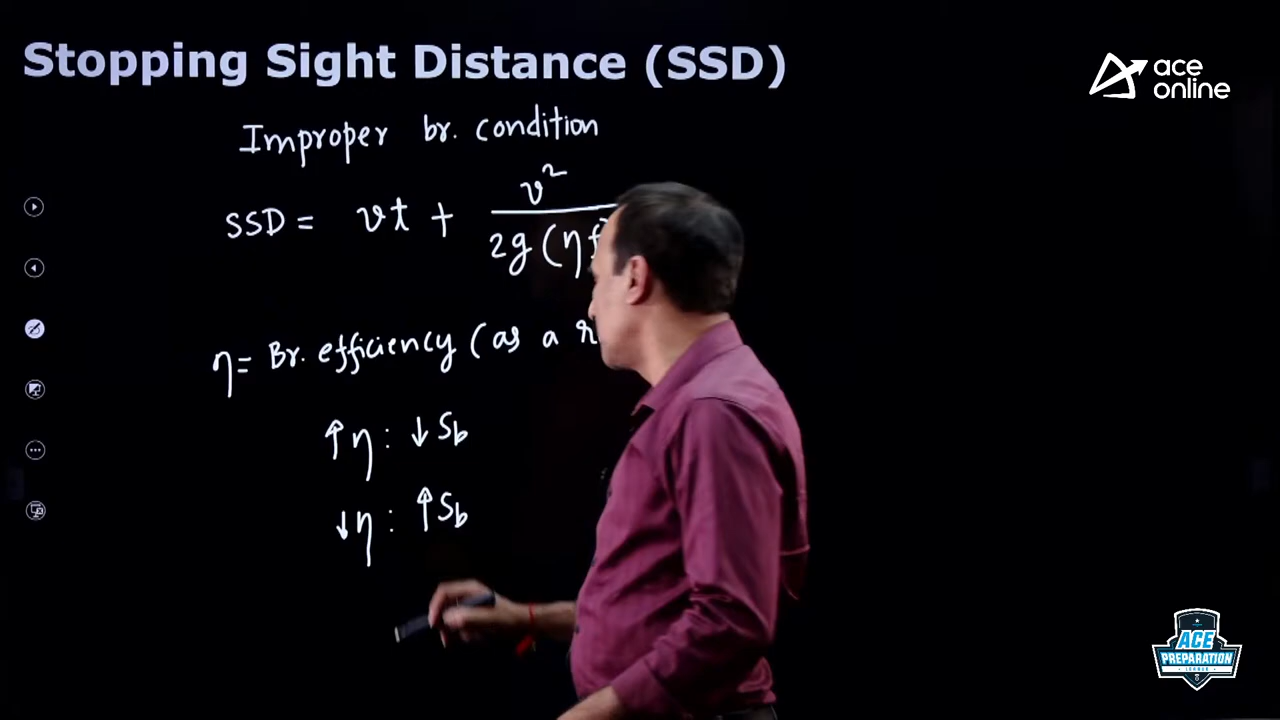 Stopping Sight Distance (SSD)
ace
online
Improper br. condition
SSD = vt + v²
2g (ηf
η = Br. efficiency (as a
↑η : ↓Sb
↓η : ↑Sb
ACE
PREPARATION